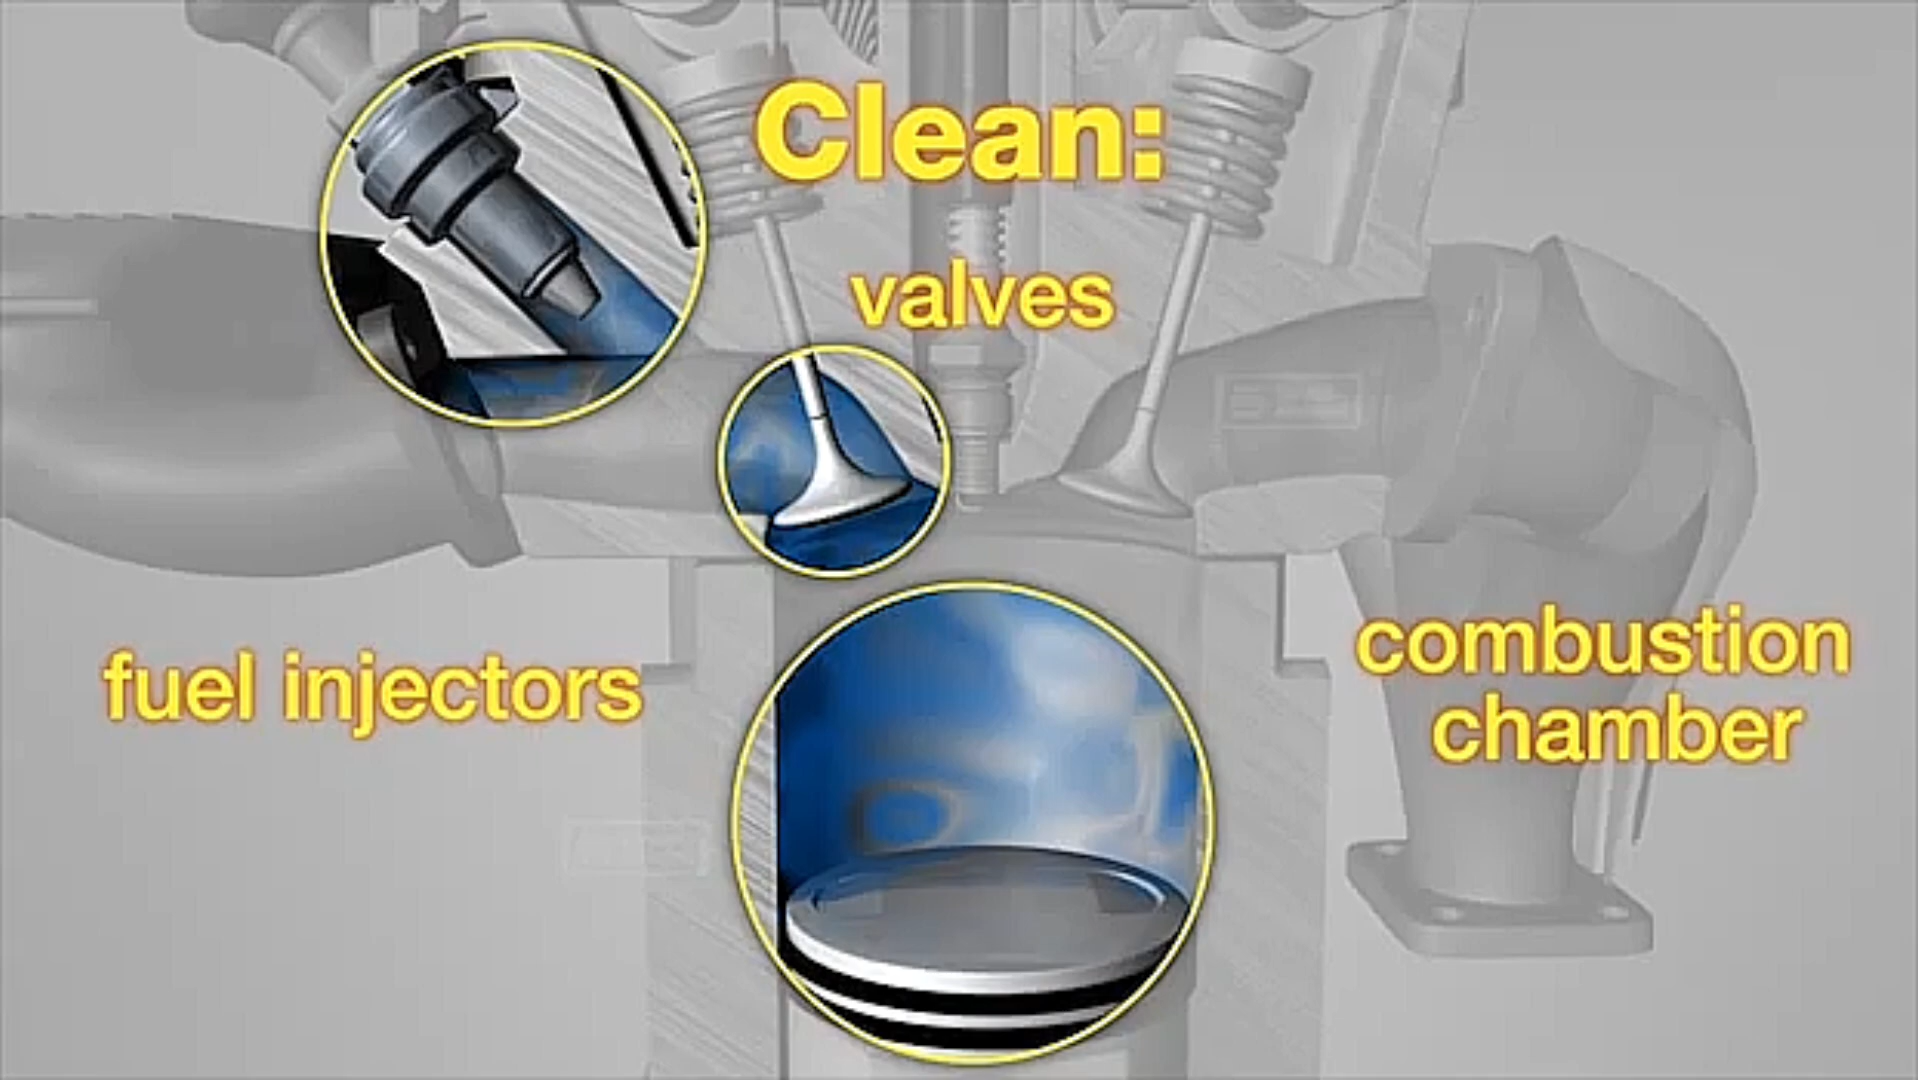 Clean:
valves
fuel injectors
combustion
chamber